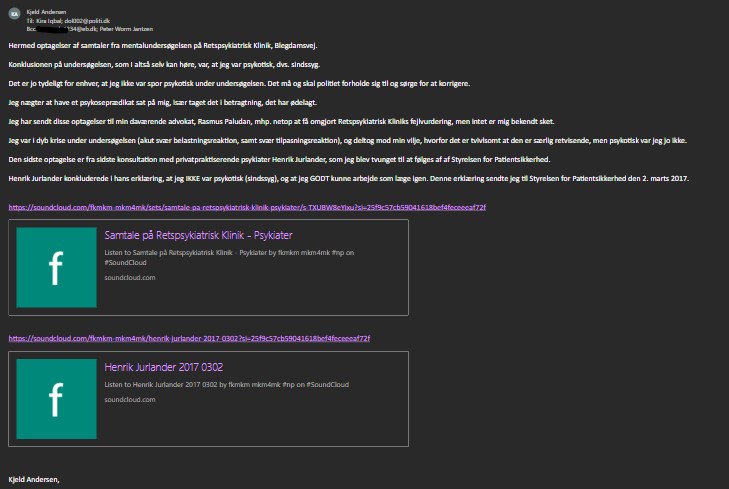 KA
Kjeld Andersen
Til: Kira Iqbal; dol002@politi.dk
Bcc: 34@eb.dk; Peter Worm Jantzen
Hermed optagelser af samtaler fra mentalundersøgelsen på Retspsykiatrisk Klinik, Blegdamsvej.
Konklusionen på undersøgelsen, som I altså selv kan høre, var, at jeg var psykotisk, dvs. sindssyg.
Det er jo tydeligt for enhver, at jeg ikke var spor psykotisk under undersøgelsen. Det må og skal politiet forholde sig til og sørge for at korrigere.
Jeg nægter at have et psykoseprædikat sat på mig, især taget det i betragtning, det har ødelagt.
Jeg har sendt disse optagelser til min daværende advokat, Rasmus Paludan, mhp. netop at få omgjort Retspsykiatrisk Kliniks fejlvurdering, men intet er mig bekendt sket.
Jeg var i dyb krise under undersøgelsen (akut svær belastningsreaktion, samt svær tilpasningsreaktion), og deltog mod min vilje, hvorfor det er tvivlsomt at den er særlig retvisende, men psykotisk var jeg jo ikke.
Den sidste optagelse er fra sidste konsultation med privatpraktiserende psykiater Henrik Jurlander, som jeg blev tvunget til at følges af af Styrelsen for Patientsikkerhed.
Henrik Jurlander konkluderede i hans erklæring, at jeg IKKE var psykotisk (sindssyg), og at jeg GODT kunne arbejde som læge igen. Denne erklæring sendte jeg til Styrelsen for Patientsikkerhed den 2. marts 2017.
https://soundcloud.com/fkmkm-mkm4mk/sets/samtale-pa-retspsykiatrisk-klinik-psykiater/s-TXUBW8eYixu?si=25f9c57cb59041618bef4feceeeaf72f
f
Samtale på Retspsykiatrisk Klinik - Psykiater
Listen to Samtale på Retspsykiatrisk Klinik - Psykiater by fkmkm mkm4mk #np on
#SoundCloud
soundcloud.com
https://soundcloud.com/fkmkm-mkm4mk/henrik-jurlander-2017-0302?si=25f9c57cb59041618bef4feceeeaf72f
f
Henrik Jurlander 2017 0302
Listen to Henrik Jurlander 2017 0302 by fkmkm mkm4mk #np on #SoundCloud
soundcloud.com
Kjeld Andersen,